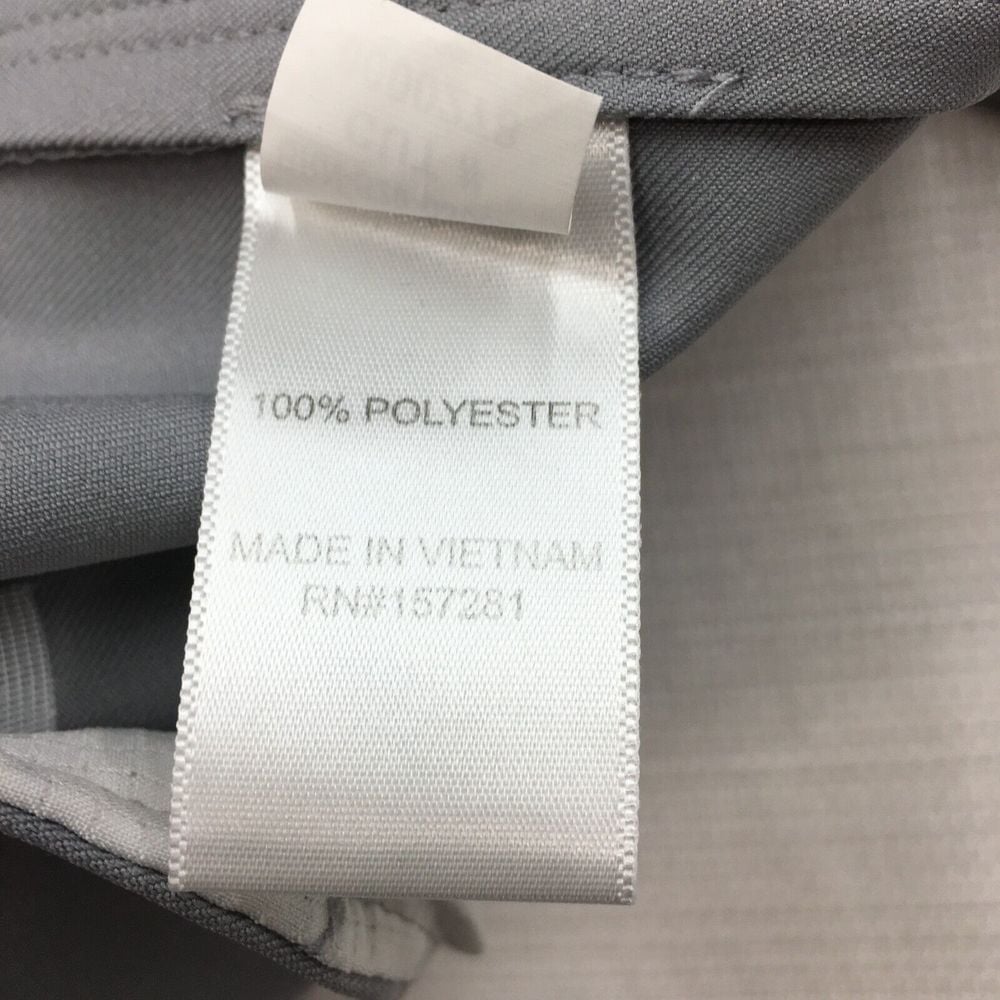 100% POLYESTER
MADE IN VIETNAM
RN#157281